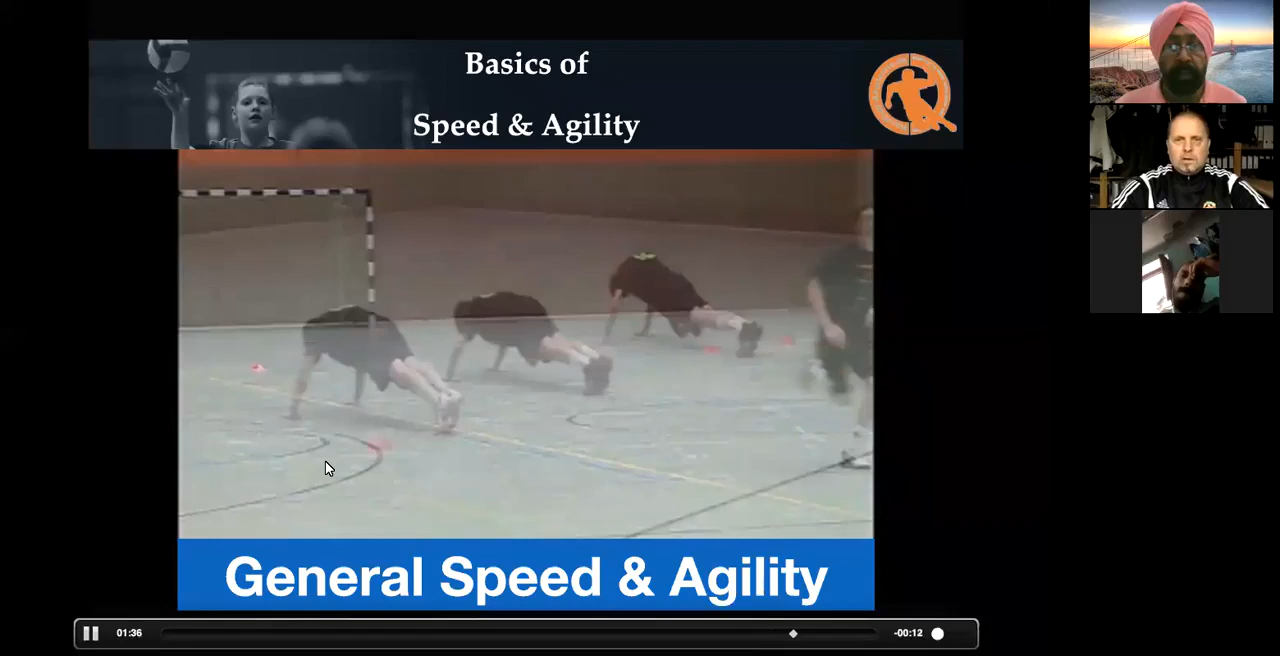 Basics of
Speed & Agility
General Speed & Agility
01:36
-00:12